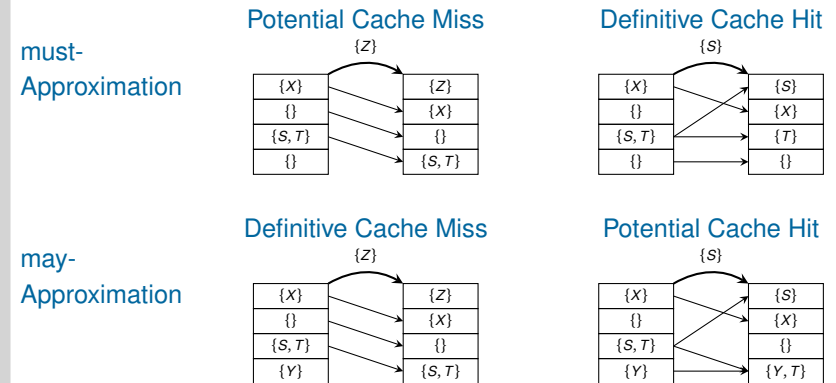 Potential Cache Miss
Definitive Cache Hit
must-
Approximation
{Z}
{S}
{X}
{}
{S, T}
{}
{Z}
{X}
{}
{S, T}
{X}
{}
{S, T}
{}
{S}
{X}
{T}
{}
Definitive Cache Miss
Potential Cache Hit
may-
Approximation
{Z}
{S}
{X}
{}
{S, T}
{Y}
{Z}
{X}
{}
{S, T}
{X}
{}
{S, T}
{Y}
{S}
{X}
{}
{Y, T}